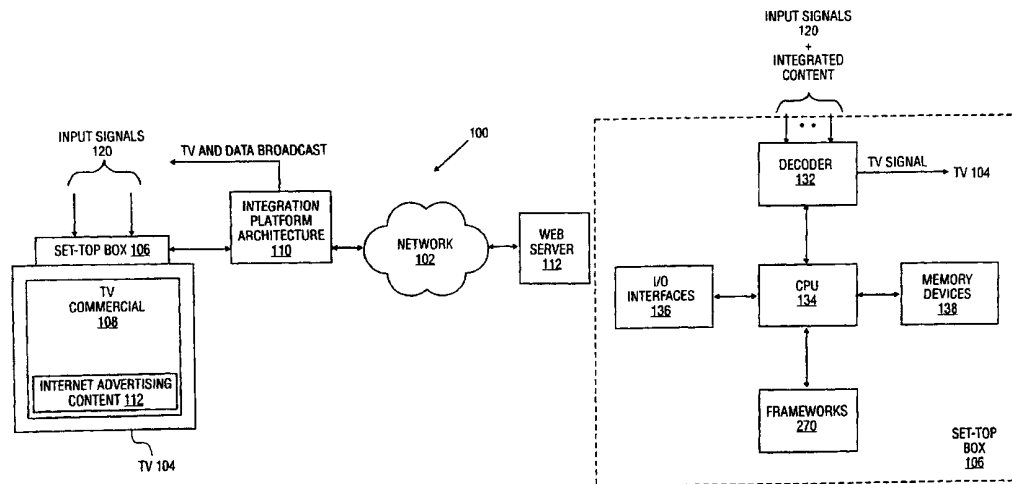 INPUT SIGNALS
120
TV AND DATA BROADCAST
100
SET-TOP BOX 106
INTEGRATION
PLATFORM
ARCHITECTURE
110
NETWORK
102
WEB
SERVER
112
TV
COMMERCIAL
108
INTERNET ADVERTISING
CONTENT 112
TV 104
INPUT SIGNALS
120
+
INTEGRATED
CONTENT
DECODER
132
TV SIGNAL
TV 104
I/O
INTERFACES
136
CPU
134
MEMORY
DEVICES
138
FRAMEWORKS
270
SET-TOP
BOX
106